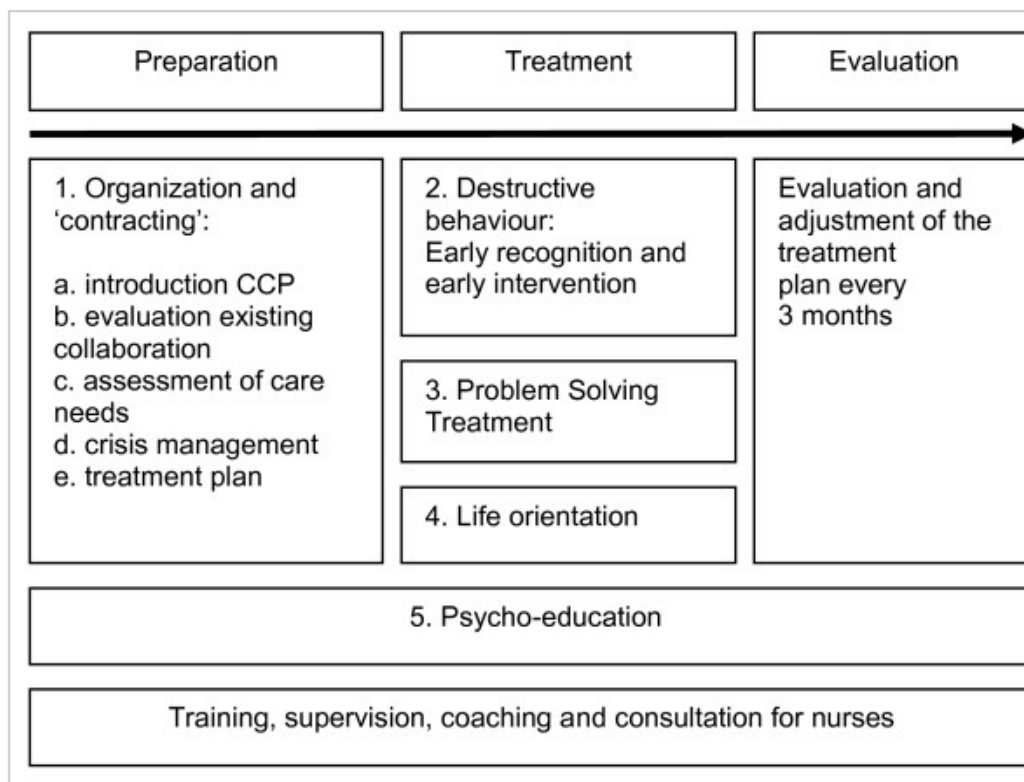 Preparation
Treatment
Evaluation
1. Organization and
‘contracting’:
a. introduction CCP
b. evaluation existing
collaboration
c. assessment of care
needs
d. crisis management
e. treatment plan
2. Destructive
behaviour:
Early recognition and
early intervention
3. Problem Solving
Treatment
4. Life orientation
Evaluation and
adjustment of the
treatment
plan every
3 months
5. Psycho-education
Training, supervision, coaching and consultation for nurses